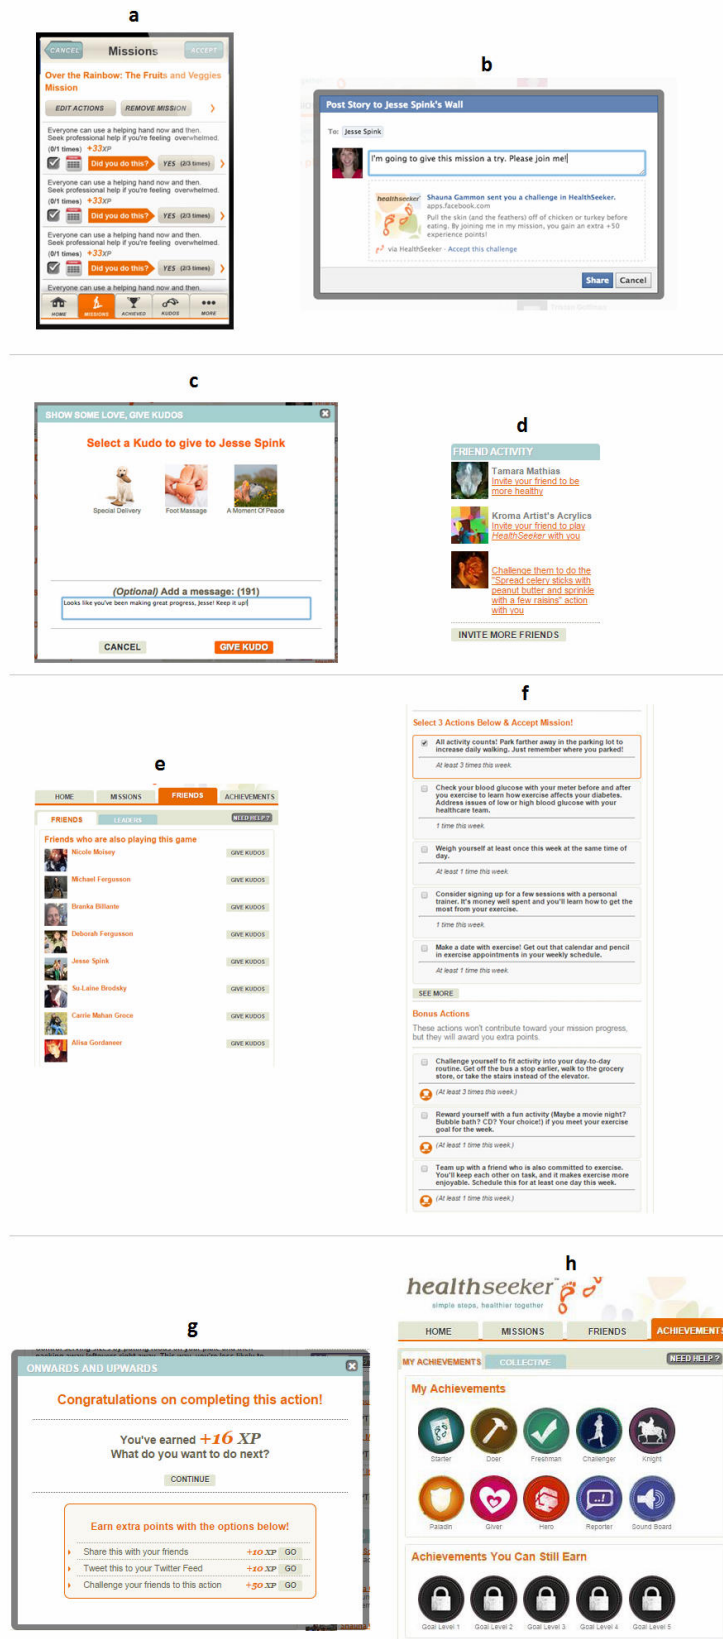 a
CANCEL Missions ACCEPT
Over the Rainbow: The Fruits and Veggies
Mission
EDIT ACTIONS REMOVE MISSION
Everyone can use a helping hand now and then.
Seek professional help if you're feeling overwhelmed.
(0/1 times) +33XP
Did you do this? YES (2/3 times)
Everyone can use a helping hand now and then.
Seek professional help if you're feeling overwhelmed.
(0/1 times) +33XP
Did you do this? YES (2/3 times)
Everyone can use a helping hand now and then.
Seek professional help if you're feeling overwhelmed.
(0/1 times) +33XP
Did you do this? YES (2/3 times)
Everyone can use a helping hand now and then.
HOME MISSIONS ACHIEVED KUDOS MORE
b
Post Story to Jesse Spink's Wall
To: Jesse Spink
I'm going to give this mission a try. Please join me!
healthseeker
Shauna Gammon sent you a challenge in HealthSeeker.
apps.facebook.com
Pull the skin (and the feathers) off of chicken or turkey before
eating. By joining me in my mission, you gain an extra +50
experience points!
via HealthSeeker - Accept this challenge
Share Cancel
c
SHOW SOME LOVE, GIVE KUDOS
Select a Kudo to give to Jesse Spink
Special Delivery Foot Massage A Moment Of Peace
(Optional) Add a message: (191)
Looks like you've been making great progress, Jesse! Keep it up!
CANCEL GIVE KUDO
d
FRIEND ACTIVITY
Tamara Mathias
Invite your friend to be
more healthy
Kroma Artist's Acrylics
Invite your friend to play
HealthSeeker with you
Challenge them to do the
"Spread celery sticks with
peanut butter and sprinkle
with a few raisins" action
with you
INVITE MORE FRIENDS
e
HOME MISSIONS FRIENDS ACHIEVEMENTS
FRIENDS LEADERS NEED HELP ?
Friends who are also playing this game
Nicole Moisey GIVE KUDOS
Michael Fergusson GIVE KUDOS
Branka Billante GIVE KUDOS
Deborah Fergusson GIVE KUDOS
Jesse Spink GIVE KUDOS
Su-Laine Brodsky GIVE KUDOS
Carrie Mahan Groce GIVE KUDOS
Alisa Gordaneer GIVE KUDOS
f
Select 3 Actions Below & Accept Mission!
All activity counts! Park farther away in the parking lot to
increase daily walking. Just remember where you parked!
At least 3 times this week.
Check your blood glucose with your meter before and after
you exercise to learn how exercise affects your diabetes.
Address issues of low or high blood glucose with your
healthcare team.
1 time this week.
Weigh yourself at least once this week at the same time of
day.
At least 1 time this week.
Consider signing up for a few sessions with a personal
trainer. It's money well spent and you'll learn how to get the
most from your exercise.
1 time this week.
Make a date with exercise! Get out that calendar and pencil
in exercise appointments in your weekly schedule.
At least 1 time this week.
SEE MORE
Bonus Actions
These actions won't contribute toward your mission progress,
but they will award you extra points.
Challenge yourself to fit activity into your day-to-day
routine. Get off the bus a stop earlier, walk to the grocery
store, or take the stairs instead of the elevator.
(At least 3 times this week.)
Reward yourself with a fun activity (Maybe a movie night?
Bubble bath? CD? Your choice!) if you meet your exercise
goal for the week.
(At least 1 time this week.)
Team up with a friend who is also committed to exercise.
You'll keep each other on task, and it makes exercise more
enjoyable. Schedule this for at least one day this week.
(At least 1 time this week.)
g
ONWARDS AND UPWARDS
Congratulations on completing this action!
You've earned +16 XP
What do you want to do next?
CONTINUE
Earn extra points with the options below!
Share this with your friends +10 XP GO
Tweet this to your Twitter Feed +10 XP GO
Challenge your friends to this action +50 XP GO
h
healthseeker™
simple steps, healthier together
HOME MISSIONS FRIENDS ACHIEVEMENTS
MY ACHIEVEMENTS COLLECTIVE NEED HELP ?
My Achievements
Starter Doer Freshman Challenger Knight
Paladin Giver Hero Reporter Sound Board
Achievements You Can Still Earn
Goal Level 1 Goal Level 2 Goal Level 3 Goal Level 4 Goal Level 5